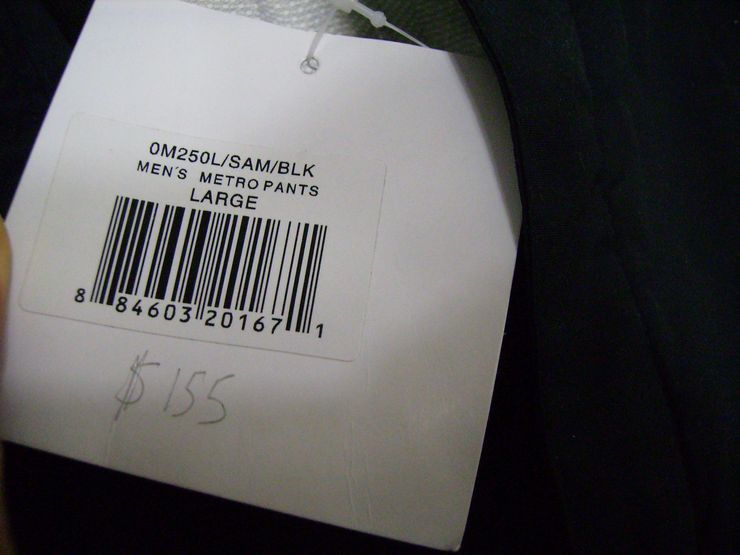 0M250L/SAM/BLK
MEN'S METRO PANTS
LARGE
8 84603 20167 1
$155